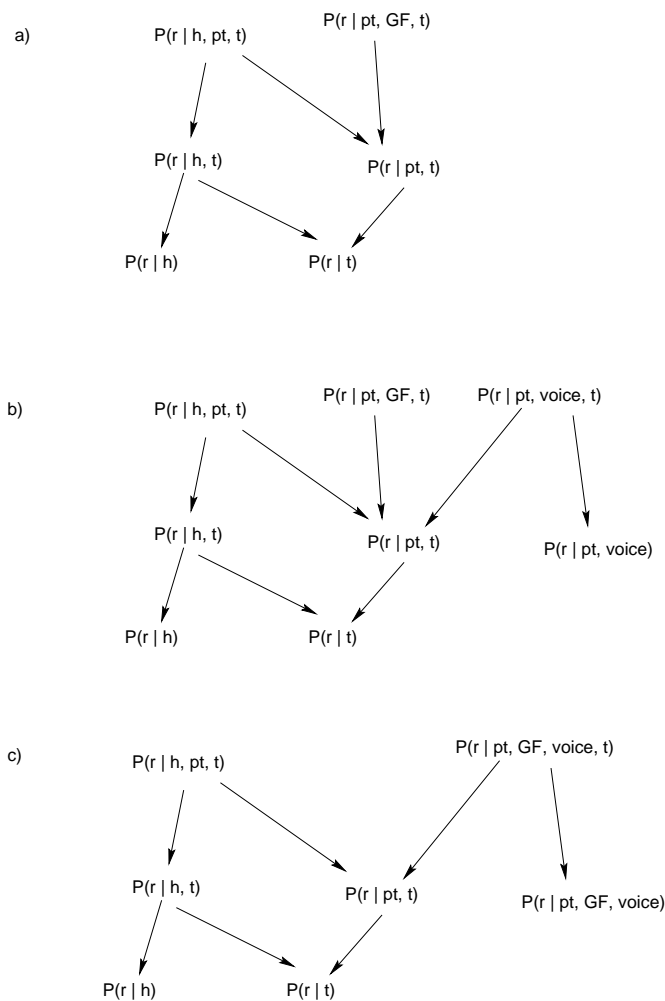 a)
P(r | h, pt, t)
P(r | pt, GF, t)
P(r | h, t)
P(r | pt, t)
P(r | h)
P(r | t)
b)
P(r | h, pt, t)
P(r | pt, GF, t)
P(r | pt, voice, t)
P(r | h, t)
P(r | pt, t)
P(r | pt, voice)
P(r | h)
P(r | t)
c)
P(r | h, pt, t)
P(r | pt, GF, voice, t)
P(r | h, t)
P(r | pt, t)
P(r | pt, GF, voice)
P(r | h)
P(r | t)